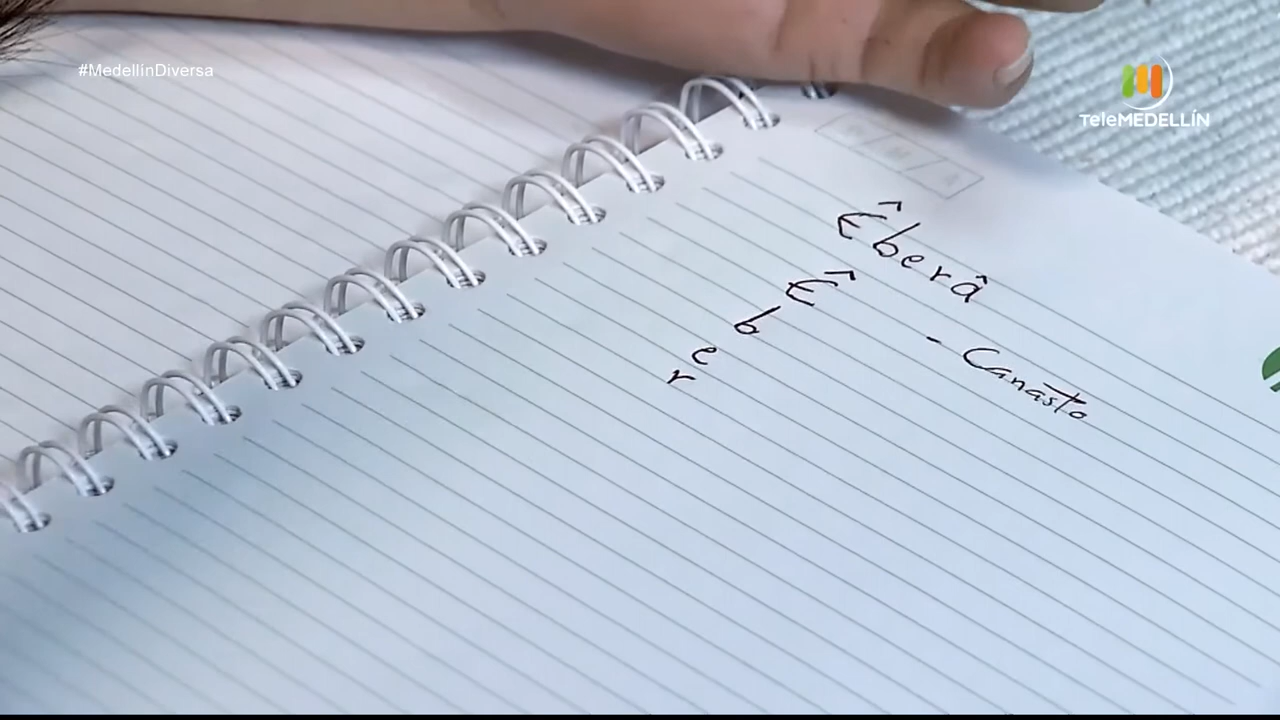 #MedellínDiversa
TeleMEDELLÍN
Êberâ
Ê
b
e
r
- Canasto